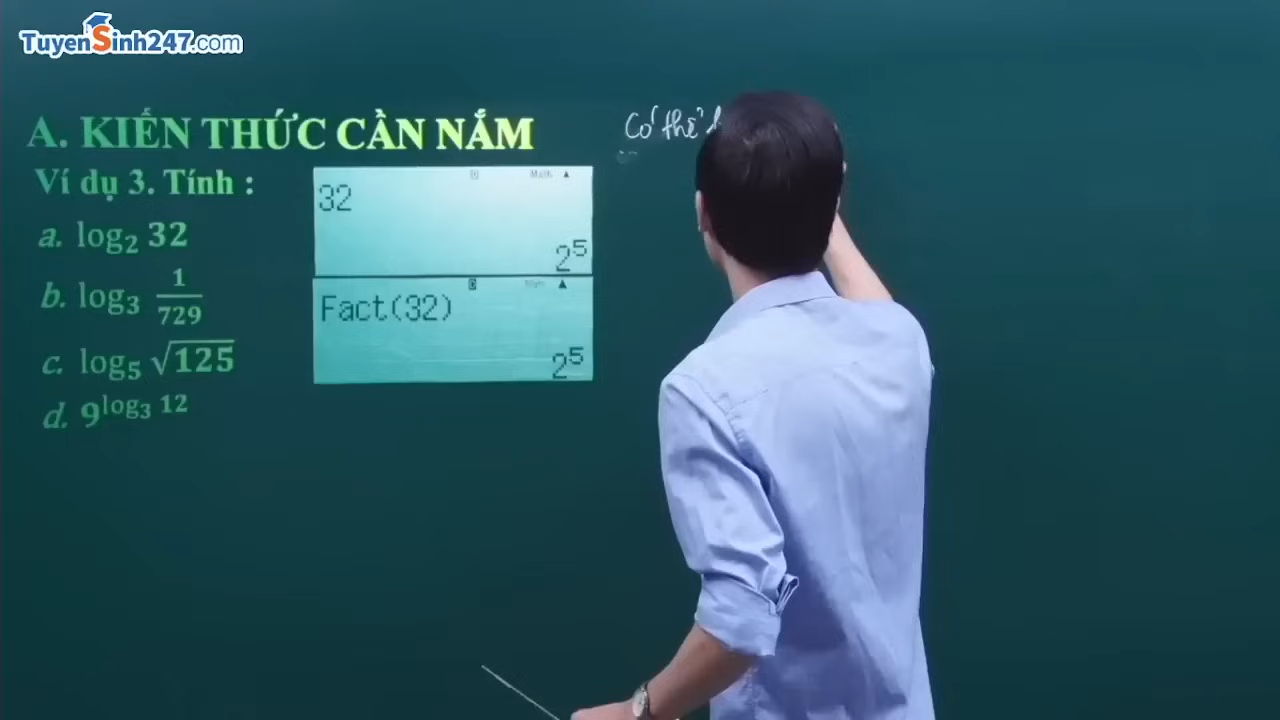 TuyenSinh247.com
A. KIẾN THỨC CẦN NẮM
Ví dụ 3. Tính :
a. log₂ 32
b. log₃ 1/729
c. log₅ √125
d. 9^log₃ 12
32
2⁵
Fact(32)
2⁵
Có thể